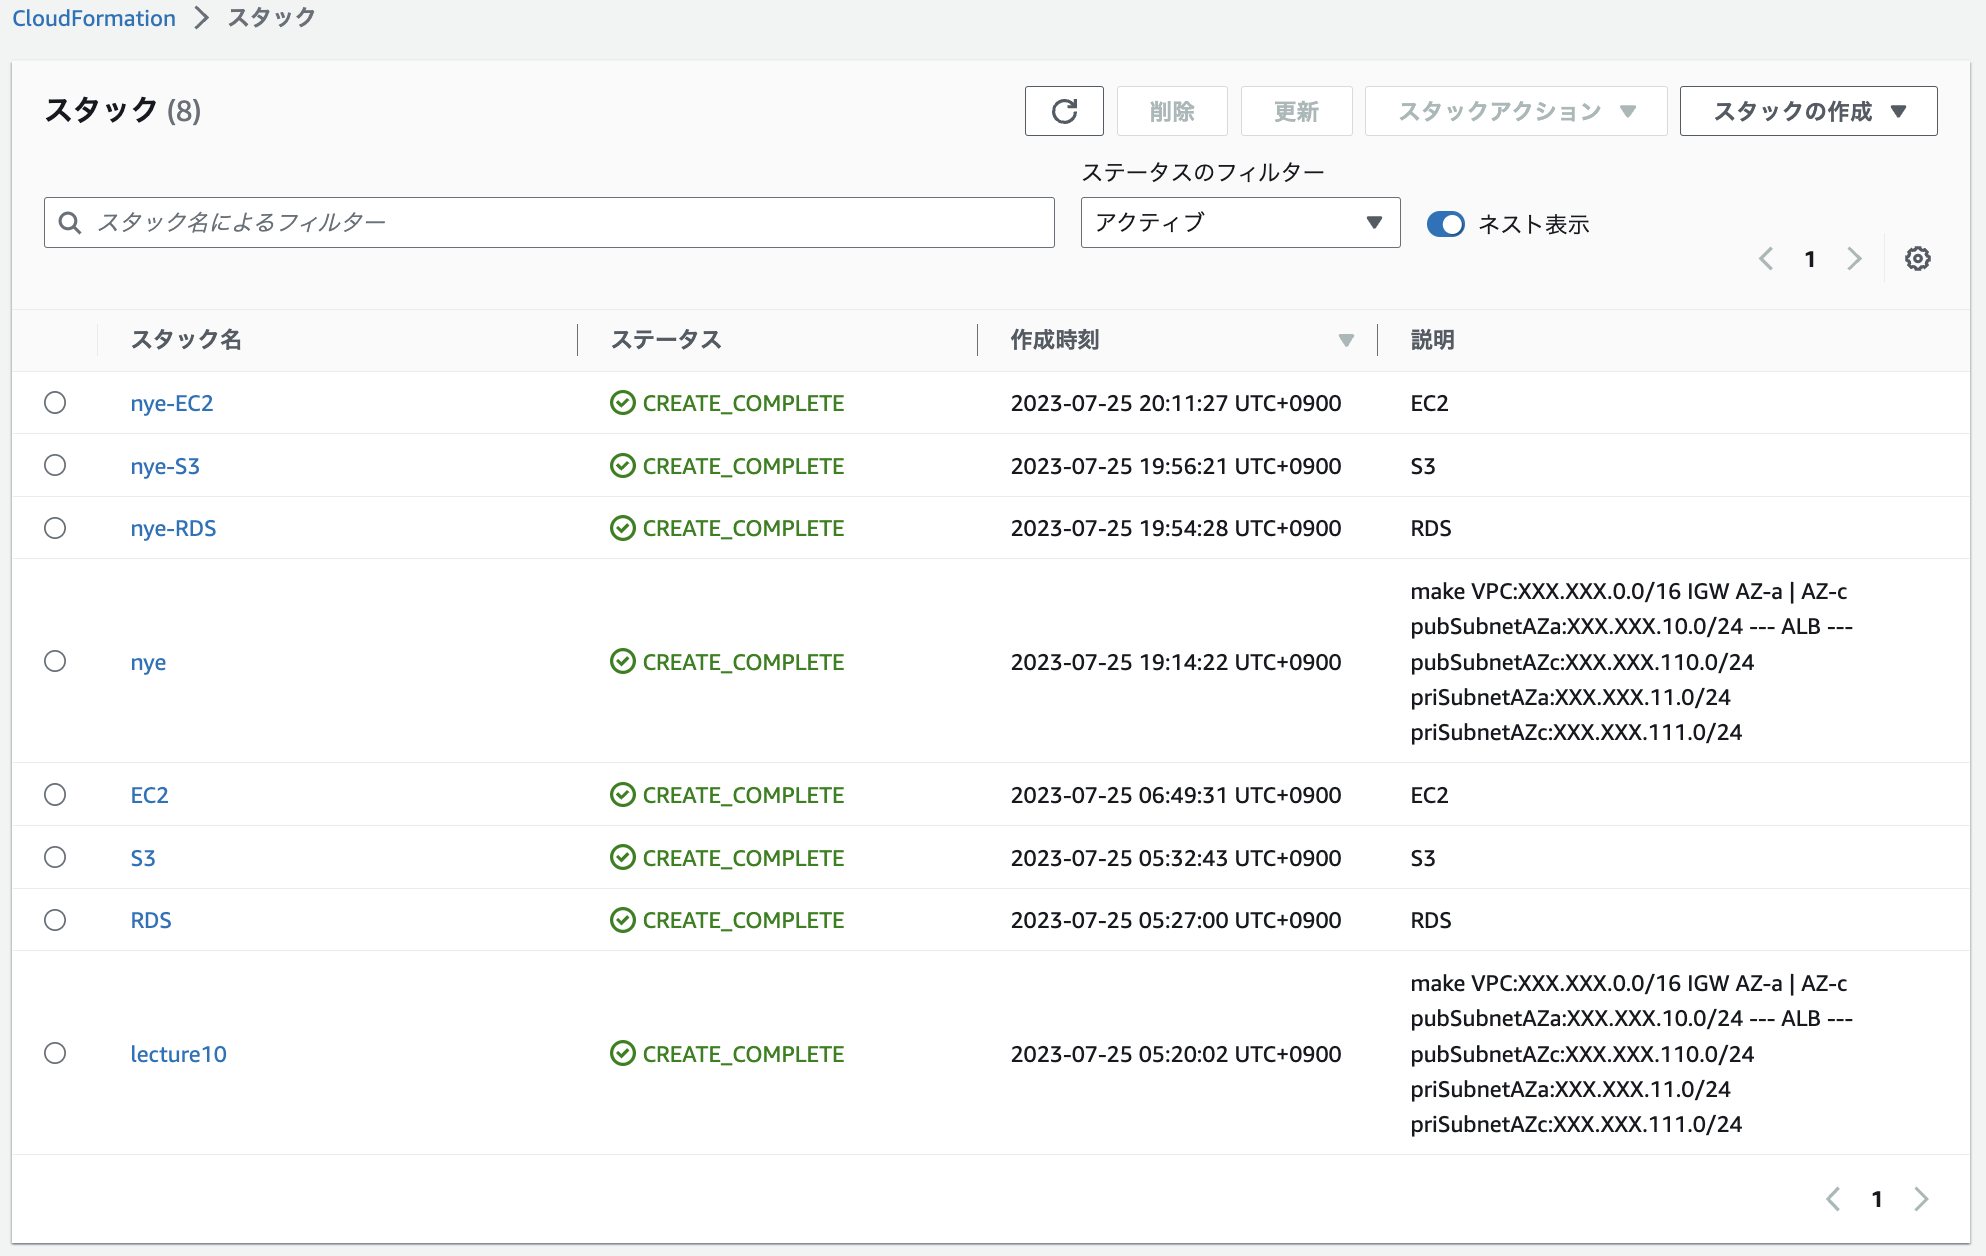 CloudFormation > スタック
スタック (8)
削除
更新
スタックアクション
スタックの作成
ステータスのフィルター
スタック名によるフィルター
アクティブ
ネスト表示
1
スタック名 ステータス 作成時刻 説明
nye-EC2 CREATE_COMPLETE 2023-07-25 20:11:27 UTC+0900 EC2
nye-S3 CREATE_COMPLETE 2023-07-25 19:56:21 UTC+0900 S3
nye-RDS CREATE_COMPLETE 2023-07-25 19:54:28 UTC+0900 RDS
nye CREATE_COMPLETE 2023-07-25 19:14:22 UTC+0900
make VPC:XXX.XXX.0.0/16 IGW AZ-a | AZ-c
pubSubnetAZa:XXX.XXX.10.0/24 --- ALB ---
pubSubnetAZc:XXX.XXX.110.0/24
priSubnetAZa:XXX.XXX.11.0/24
priSubnetAZc:XXX.XXX.111.0/24
EC2 CREATE_COMPLETE 2023-07-25 06:49:31 UTC+0900 EC2
S3 CREATE_COMPLETE 2023-07-25 05:32:43 UTC+0900 S3
RDS CREATE_COMPLETE 2023-07-25 05:27:00 UTC+0900 RDS
lecture10 CREATE_COMPLETE 2023-07-25 05:20:02 UTC+0900
make VPC:XXX.XXX.0.0/16 IGW AZ-a | AZ-c
pubSubnetAZa:XXX.XXX.10.0/24 --- ALB ---
pubSubnetAZc:XXX.XXX.110.0/24
priSubnetAZa:XXX.XXX.11.0/24
priSubnetAZc:XXX.XXX.111.0/24
1